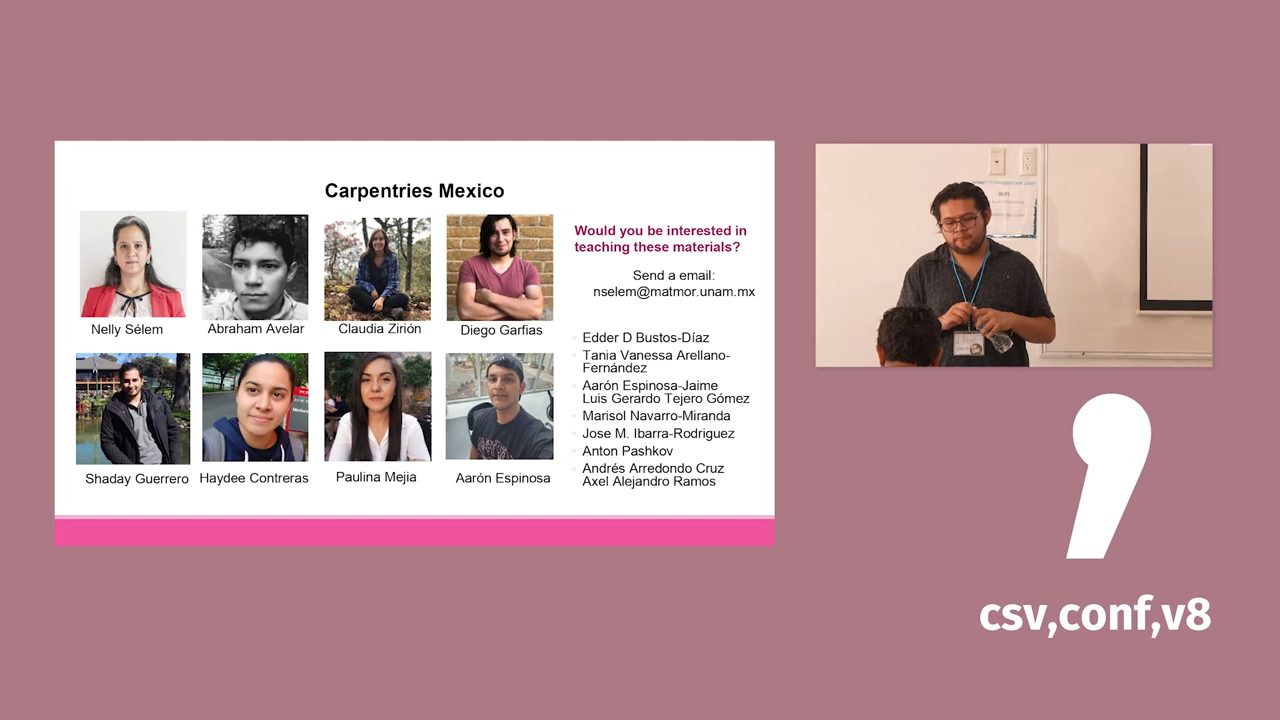 Carpentries Mexico
Nelly Sélem
Abraham Avelar
Claudia Zirión
Diego Garfias
Shaday Guerrero
Haydee Contreras
Paulina Mejia
Aarón Espinosa
Would you be interested in
teaching these materials?
Send a email:
nselem@matmor.unam.mx
Edder D Bustos-Díaz
Tania Vanessa Arellano-
Fernández
Aarón Espinosa-Jaime
Luis Gerardo Tejero Gómez
Marisol Navarro-Miranda
Jose M. Ibarra-Rodriguez
Anton Pashkov
Andrés Arredondo Cruz
Axel Alejandro Ramos
WIFI
csv,conf,v8